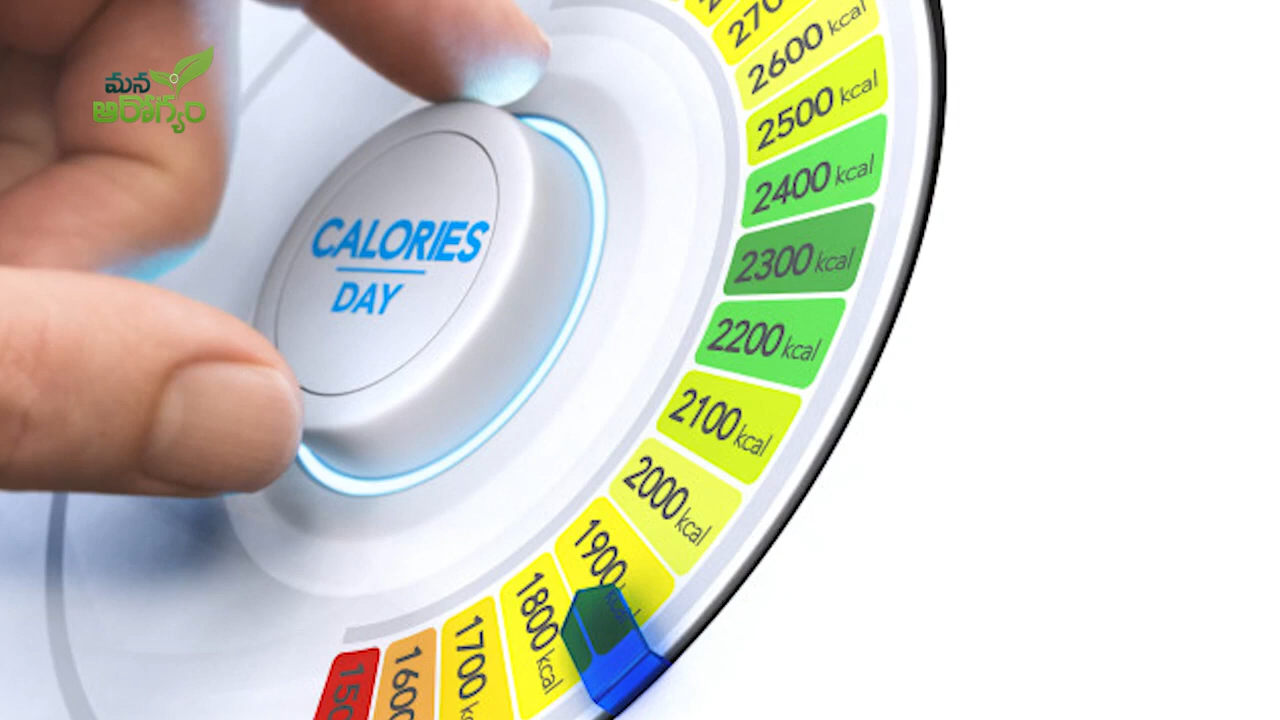 మన
ఆరోగ్యం
CALORIES
DAY
2600 kcal
2500 kcal
2400 kcal
2300 kcal
2200 kcal
2100 kcal
2000 kcal
1900 kcal
1800 kcal
1700